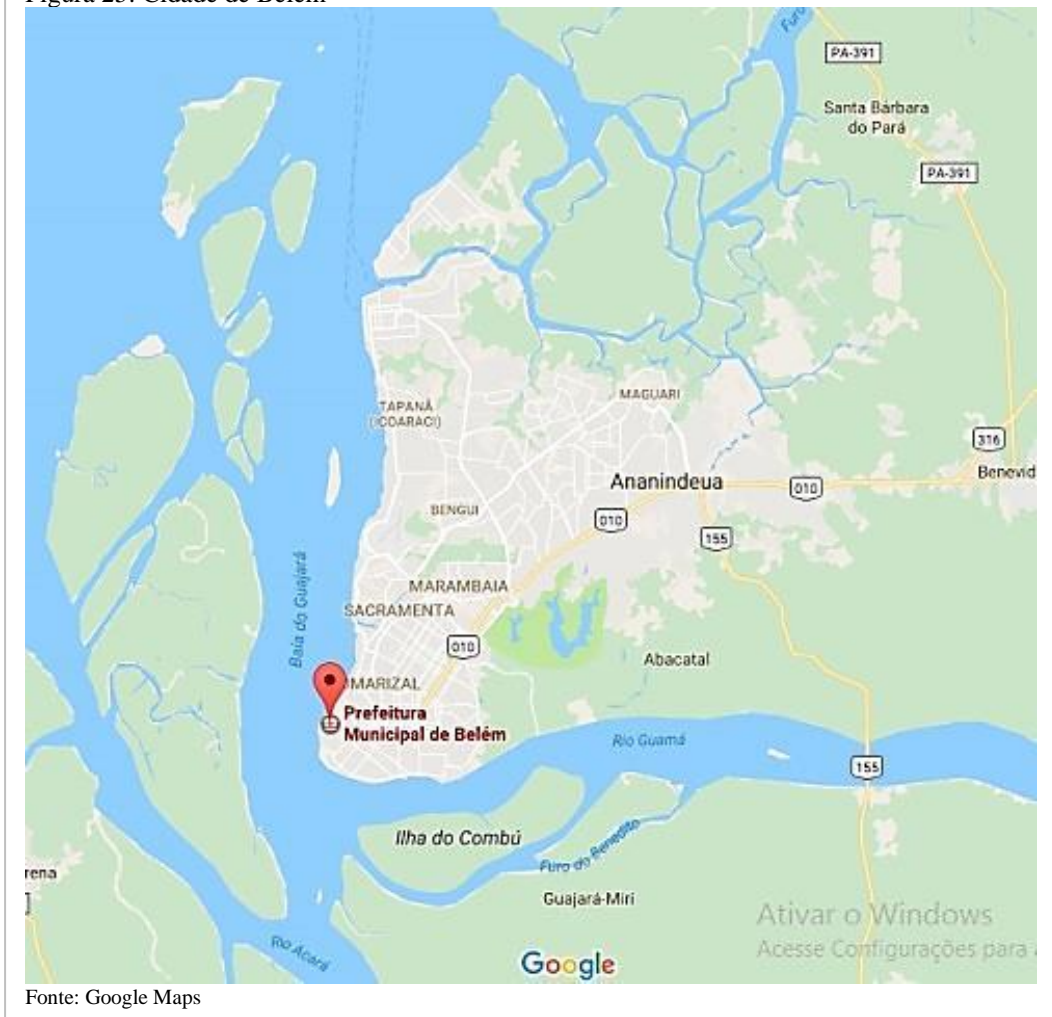 Figura 25: Cidade de Belém
Furo
PA-391
Santa Bárbara
do Pará
PA-391
TAPANÃ
(ICOARACI)
MAGUARI
316
Benevid
Ananindeua
010
010
BENGUI
155
MARAMBAIA
SACRAMENTA
Baía do Guajará
010
Abacatal
MARIZAL
Prefeitura
Municipal de Belém
Rio Guamá
155
Ilha do Combú
Furo do Benedito
rena
Guajará-Miri
Ativar o Windows
Acesse Configurações para
Rio Acará
Google
Fonte: Google Maps